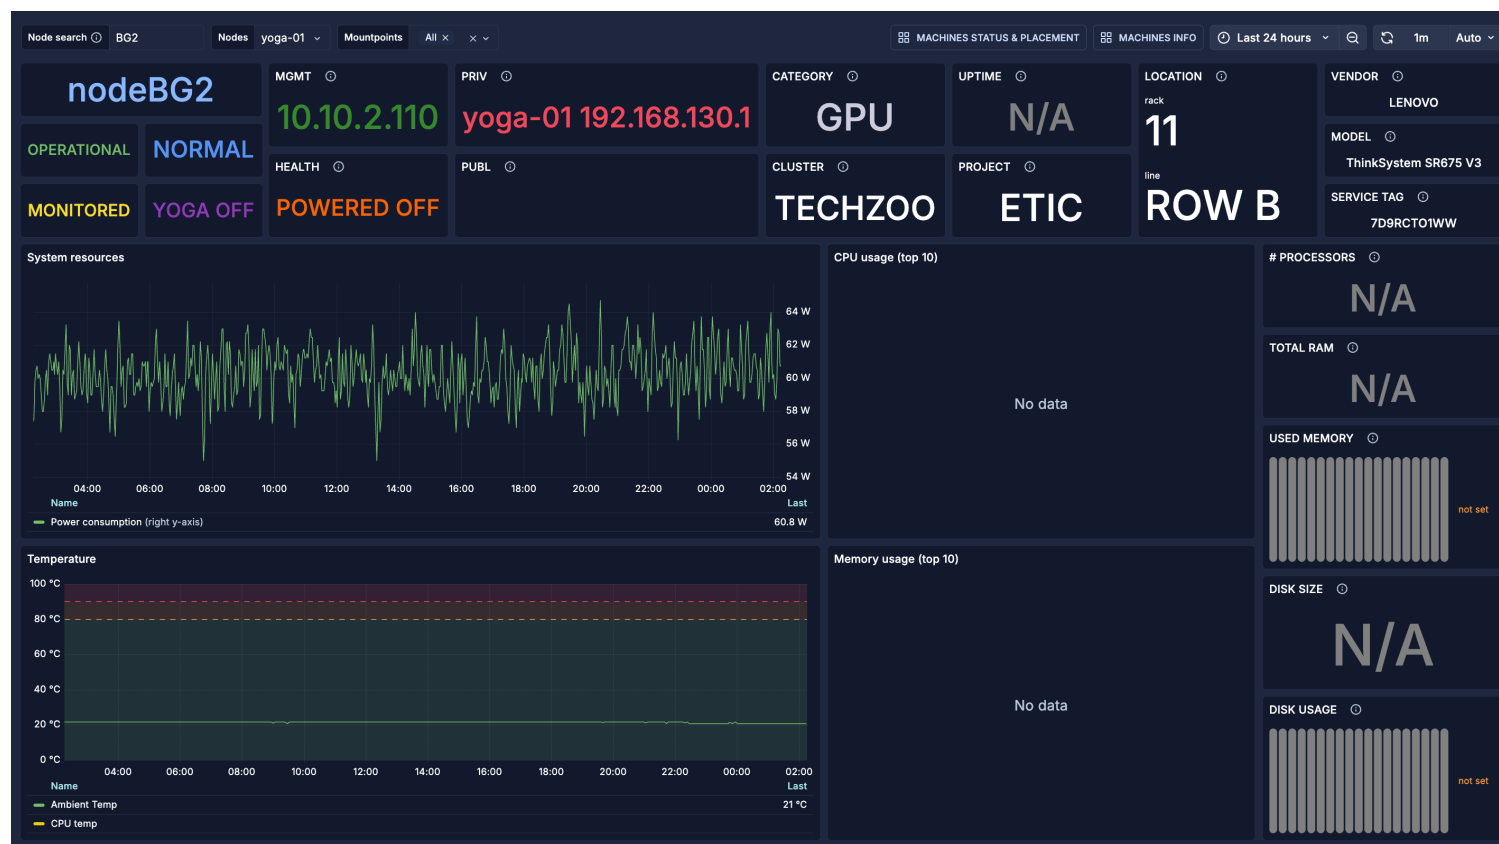 Node search BG2 Nodes yoga-01 Mountpoints All MACHINES STATUS & PLACEMENT MACHINES INFO Last 24 hours 1m Auto
nodeBG2
OPERATIONAL NORMAL
MONITORED YOGA OFF
MGMT
10.10.2.110
HEALTH
POWERED OFF
PRIV
yoga-01 192.168.130.1
PUBL
CATEGORY
GPU
CLUSTER
TECHZOO
UPTIME
N/A
PROJECT
ETIC
LOCATION
rack
11
line
ROW B
VENDOR
LENOVO
MODEL
ThinkSystem SR675 V3
SERVICE TAG
7D9RCTO1WW
System resources
64 W
62 W
60 W
58 W
56 W
54 W
04:00 06:00 08:00 10:00 12:00 14:00 16:00 18:00 20:00 22:00 00:00 02:00
Name Last
Power consumption (right y-axis) 60.8 W
CPU usage (top 10)
No data
# PROCESSORS
N/A
TOTAL RAM
N/A
USED MEMORY
not set
Temperature
100 °C
80 °C
60 °C
40 °C
20 °C
0 °C
04:00 06:00 08:00 10:00 12:00 14:00 16:00 18:00 20:00 22:00 00:00 02:00
Name Last
Ambient Temp 21 °C
CPU temp
Memory usage (top 10)
No data
DISK SIZE
N/A
DISK USAGE
not set